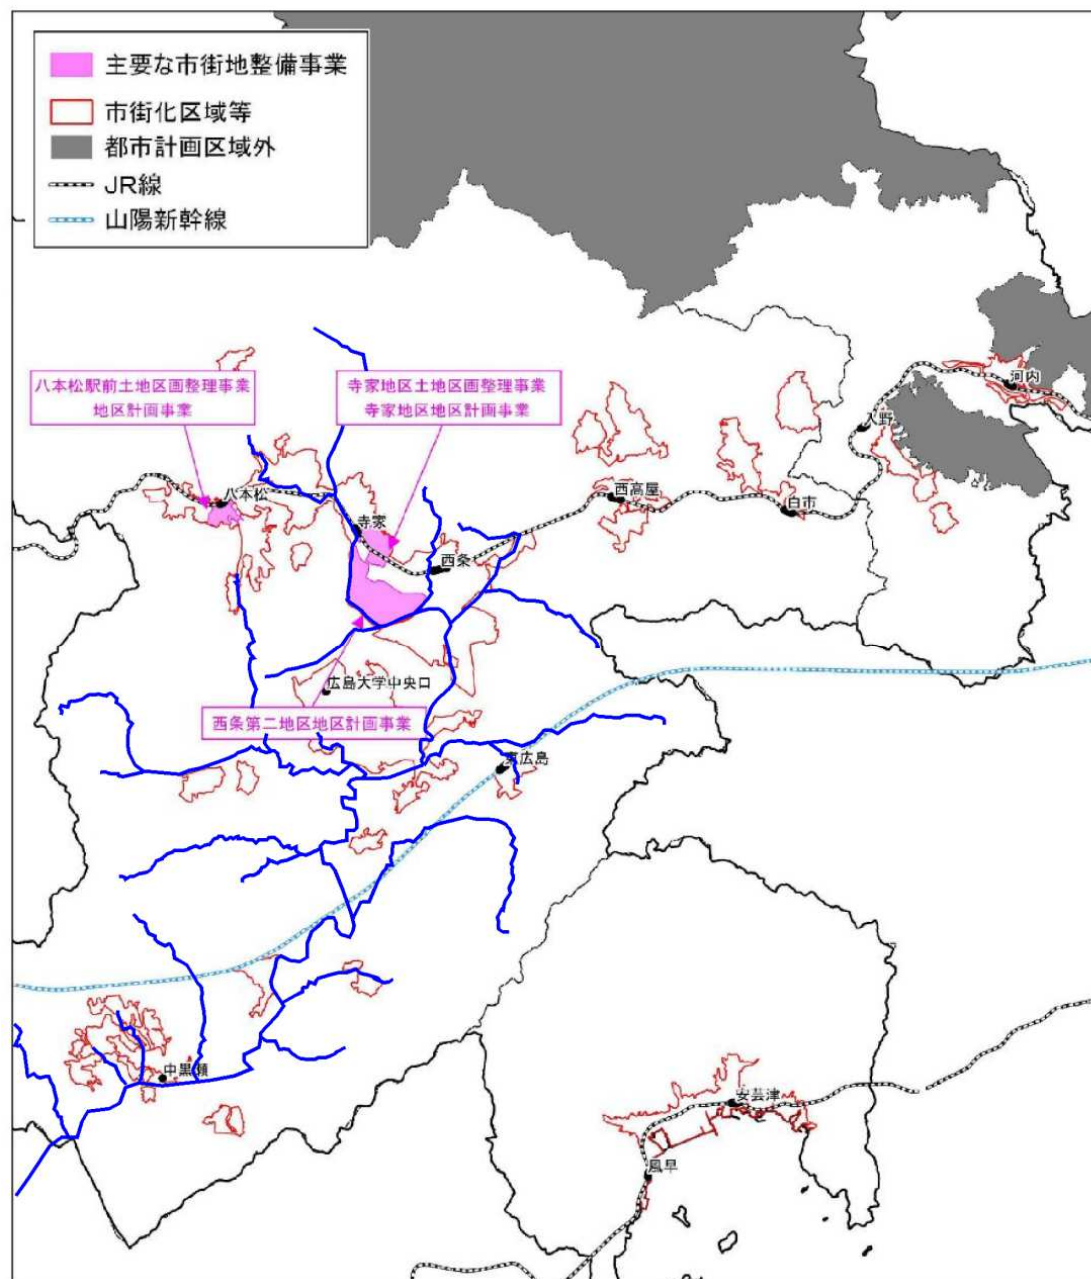 主要な市街地整備事業
市街化区域等
都市計画区域外
JR線
山陽新幹線
八本松駅前土地区画整理事業
地区計画事業
寺家地区土地区画整理事業
寺家地区地区計画事業
河内
入野
八本松
西高屋
白市
寺家
西条
広島大学中央口
西条第二地区地区計画事業
東広島
中黒瀬
安芸津
風早